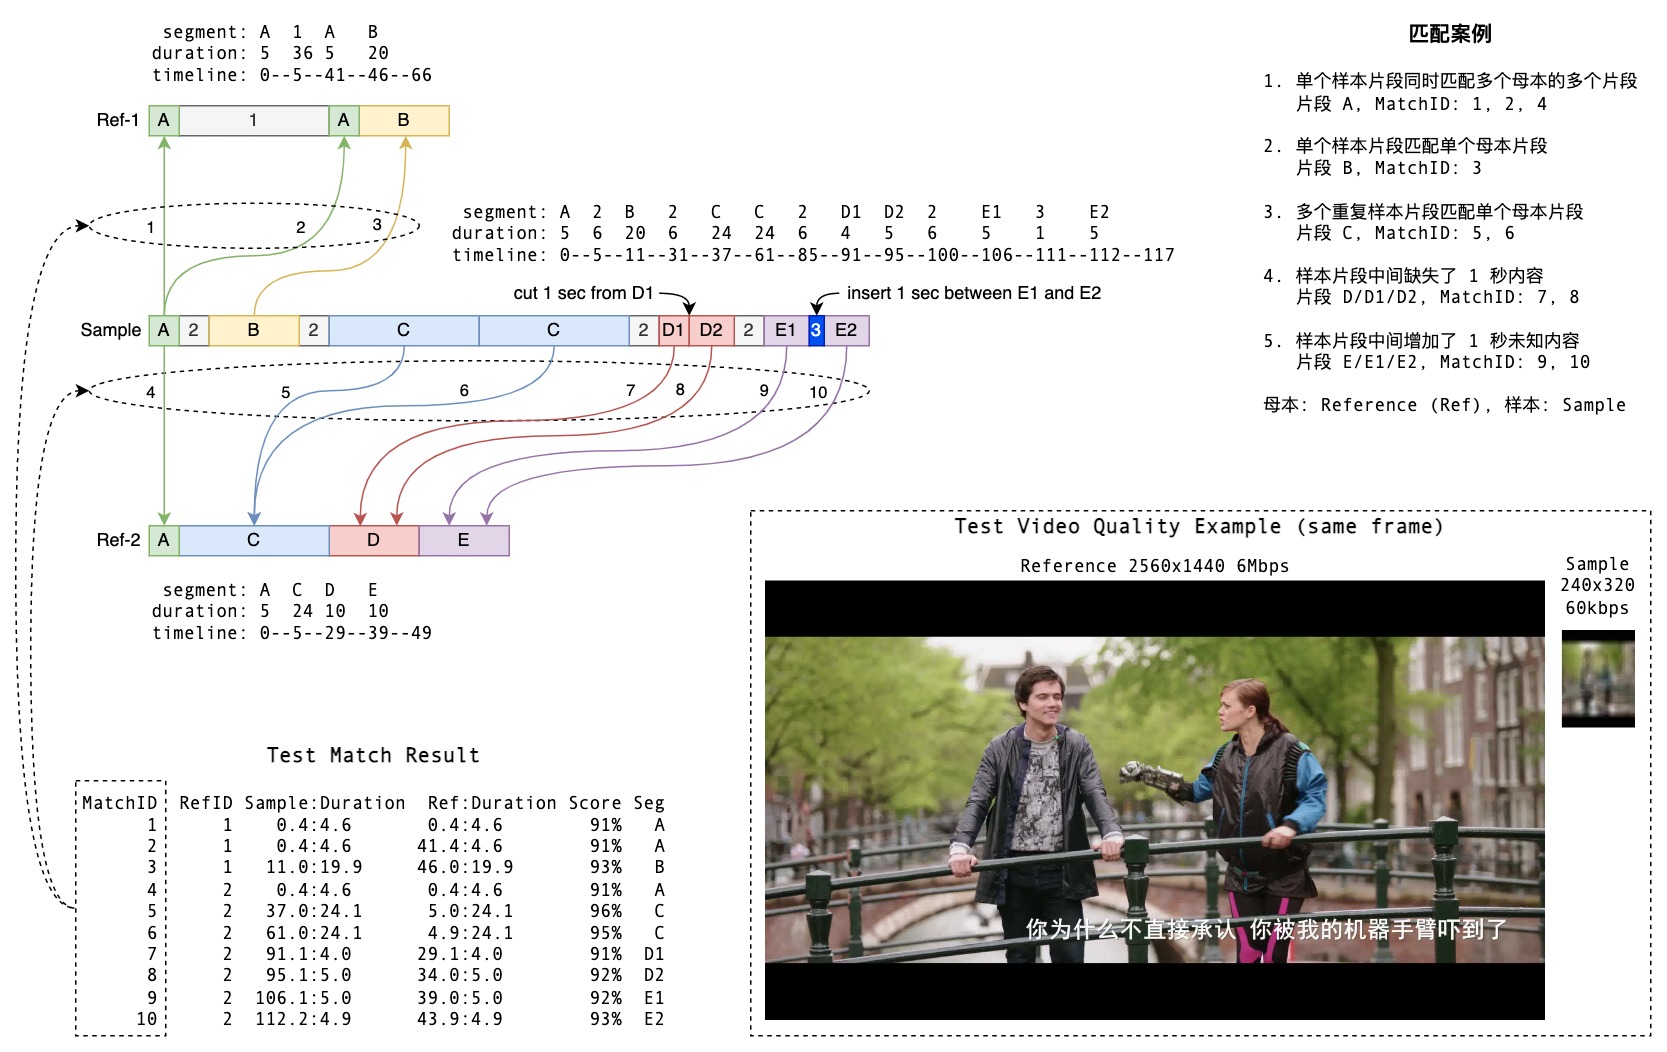 segment: A 1 A B
duration: 5 36 5 20
timeline: 0--5--41--46--66
Ref-1 A 1 A B
1 2 3
segment: A 2 B 2 C C 2 D1 D2 2 E1 3 E2
duration: 5 6 20 6 24 24 6 4 5 6 5 1 5
timeline: 0--5--11--31--37--61--85--91--95--100--106--111--112--117
cut 1 sec from D1
insert 1 sec between E1 and E2
Sample A 2 B 2 C C 2 D1 D2 2 E1 3 E2
4 5 6 7 8 9 10
Ref-2 A C D E
segment: A C D E
duration: 5 24 10 10
timeline: 0--5--29--39--49
匹配案例
1. 单个样本片段同时匹配多个母本的多个片段
片段 A, MatchID: 1, 2, 4
2. 单个样本片段匹配单个母本片段
片段 B, MatchID: 3
3. 多个重复样本片段匹配单个母本片段
片段 C, MatchID: 5, 6
4. 样本片段中间缺失了 1 秒内容
片段 D/D1/D2, MatchID: 7, 8
5. 样本片段中间增加了 1 秒未知内容
片段 E/E1/E2, MatchID: 9, 10
母本: Reference (Ref), 样本: Sample
Test Match Result
MatchID RefID Sample:Duration Ref:Duration Score Seg
1 1 0.4:4.6 0.4:4.6 91% A
2 1 0.4:4.6 41.4:4.6 91% A
3 1 11.0:19.9 46.0:19.9 93% B
4 2 0.4:4.6 0.4:4.6 91% A
5 2 37.0:24.1 5.0:24.1 96% C
6 2 61.0:24.1 4.9:24.1 95% C
7 2 91.1:4.0 29.1:4.0 91% D1
8 2 95.1:5.0 34.0:5.0 92% D2
9 2 106.1:5.0 39.0:5.0 92% E1
10 2 112.2:4.9 43.9:4.9 93% E2
Test Video Quality Example (same frame)
Reference 2560x1440 6Mbps
Sample
240x320
60kbps
你为什么不直接承认 你被我的机器手臂吓到了